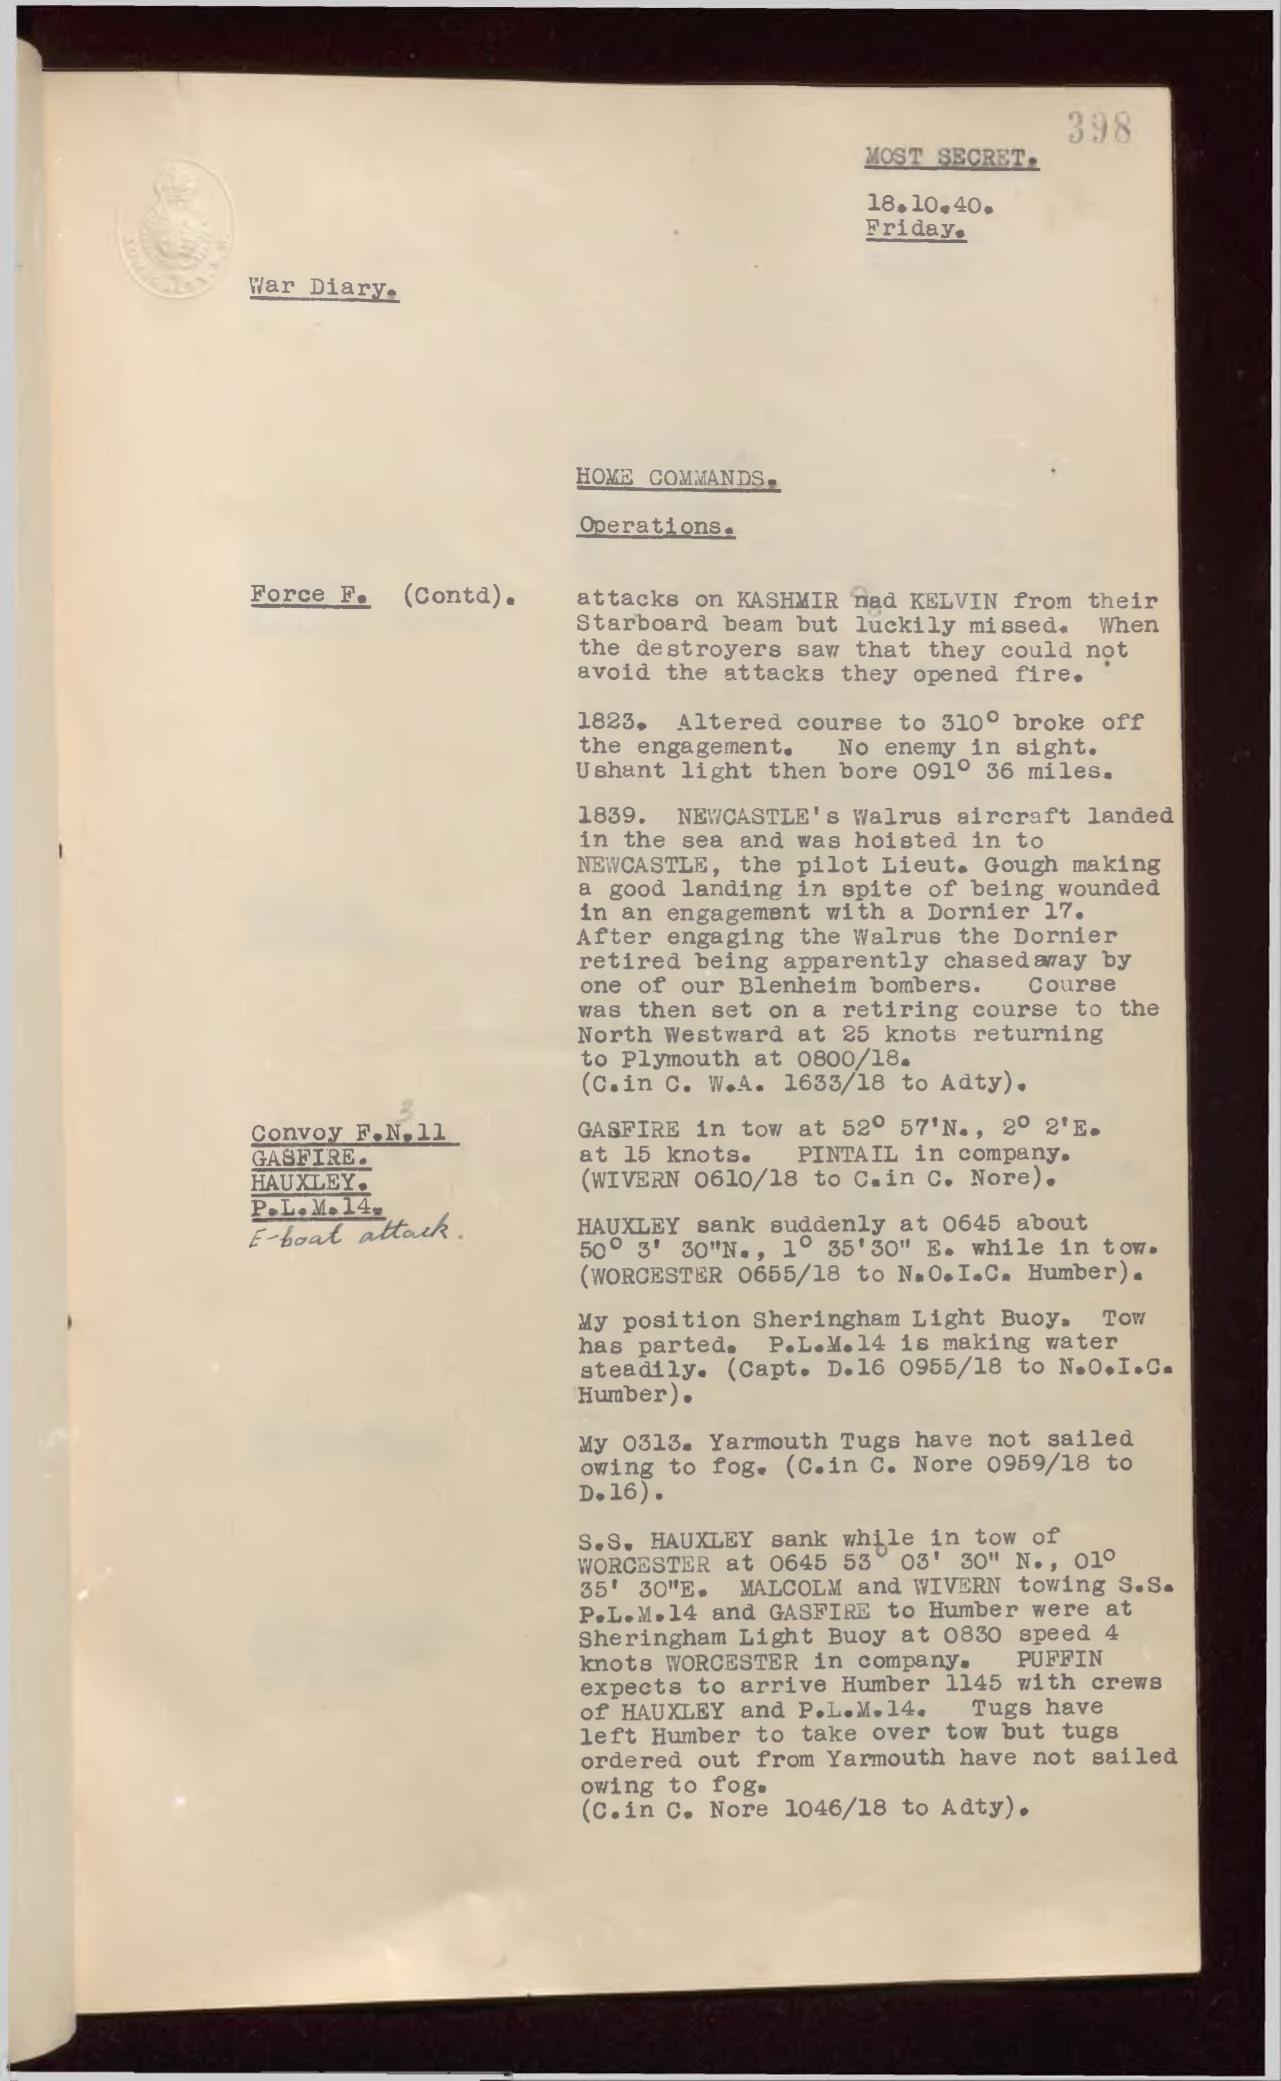 398
MOST SECRET.
18.10.40.
Friday.
War Diary.
HOME COMMANDS.
Operations.
Force F. (Contd).
attacks on KASHMIR nad KELVIN from their
Starboard beam but luckily missed. When
the destroyers saw that they could not
avoid the attacks they opened fire.
1823. Altered course to 310° broke off
the engagement. No enemy in sight.
Ushant light then bore 091° 36 miles.
1839. NEWCASTLE's Walrus aircraft landed
in the sea and was hoisted in to
NEWCASTLE, the pilot Lieut. Gough making
a good landing in spite of being wounded
in an engagement with a Dornier 17.
After engaging the Walrus the Dornier
retired being apparently chasedaway by
one of our Blenheim bombers. Course
was then set on a retiring course to the
North Westward at 25 knots returning
to Plymouth at 0800/18.
(C.in C. W.A. 1633/18 to Adty).
3
Convoy F.N.11
GASFIRE.
HAUXLEY.
P.L.M.14.
E-boat attack.
GASFIRE in tow at 52° 57'N., 2° 2'E.
at 15 knots. PINTAIL in company.
(WIVERN 0610/18 to C.in C. Nore).
HAUXLEY sank suddenly at 0645 about
50° 3' 30"N., 1° 35'30" E. while in tow.
(WORCESTER 0655/18 to N.O.I.C. Humber).
My position Sheringham Light Buoy. Tow
has parted. P.L.M.14 is making water
steadily. (Capt. D.16 0955/18 to N.O.I.C.
Humber).
My 0313. Yarmouth Tugs have not sailed
owing to fog. (C.in C. Nore 0959/18 to
D.16).
S.S. HAUXLEY sank while in tow of
WORCESTER at 0645 53° 03' 30" N., 01°
35' 30"E. MALCOLM and WIVERN towing S.S.
P.L.M.14 and GASFIRE to Humber were at
Sheringham Light Buoy at 0830 speed 4
knots WORCESTER in company. PUFFIN
expects to arrive Humber 1145 with crews
of HAUXLEY and P.L.M.14. Tugs have
left Humber to take over tow but tugs
ordered out from Yarmouth have not sailed
owing to fog.
(C.in C. Nore 1046/18 to Adty).